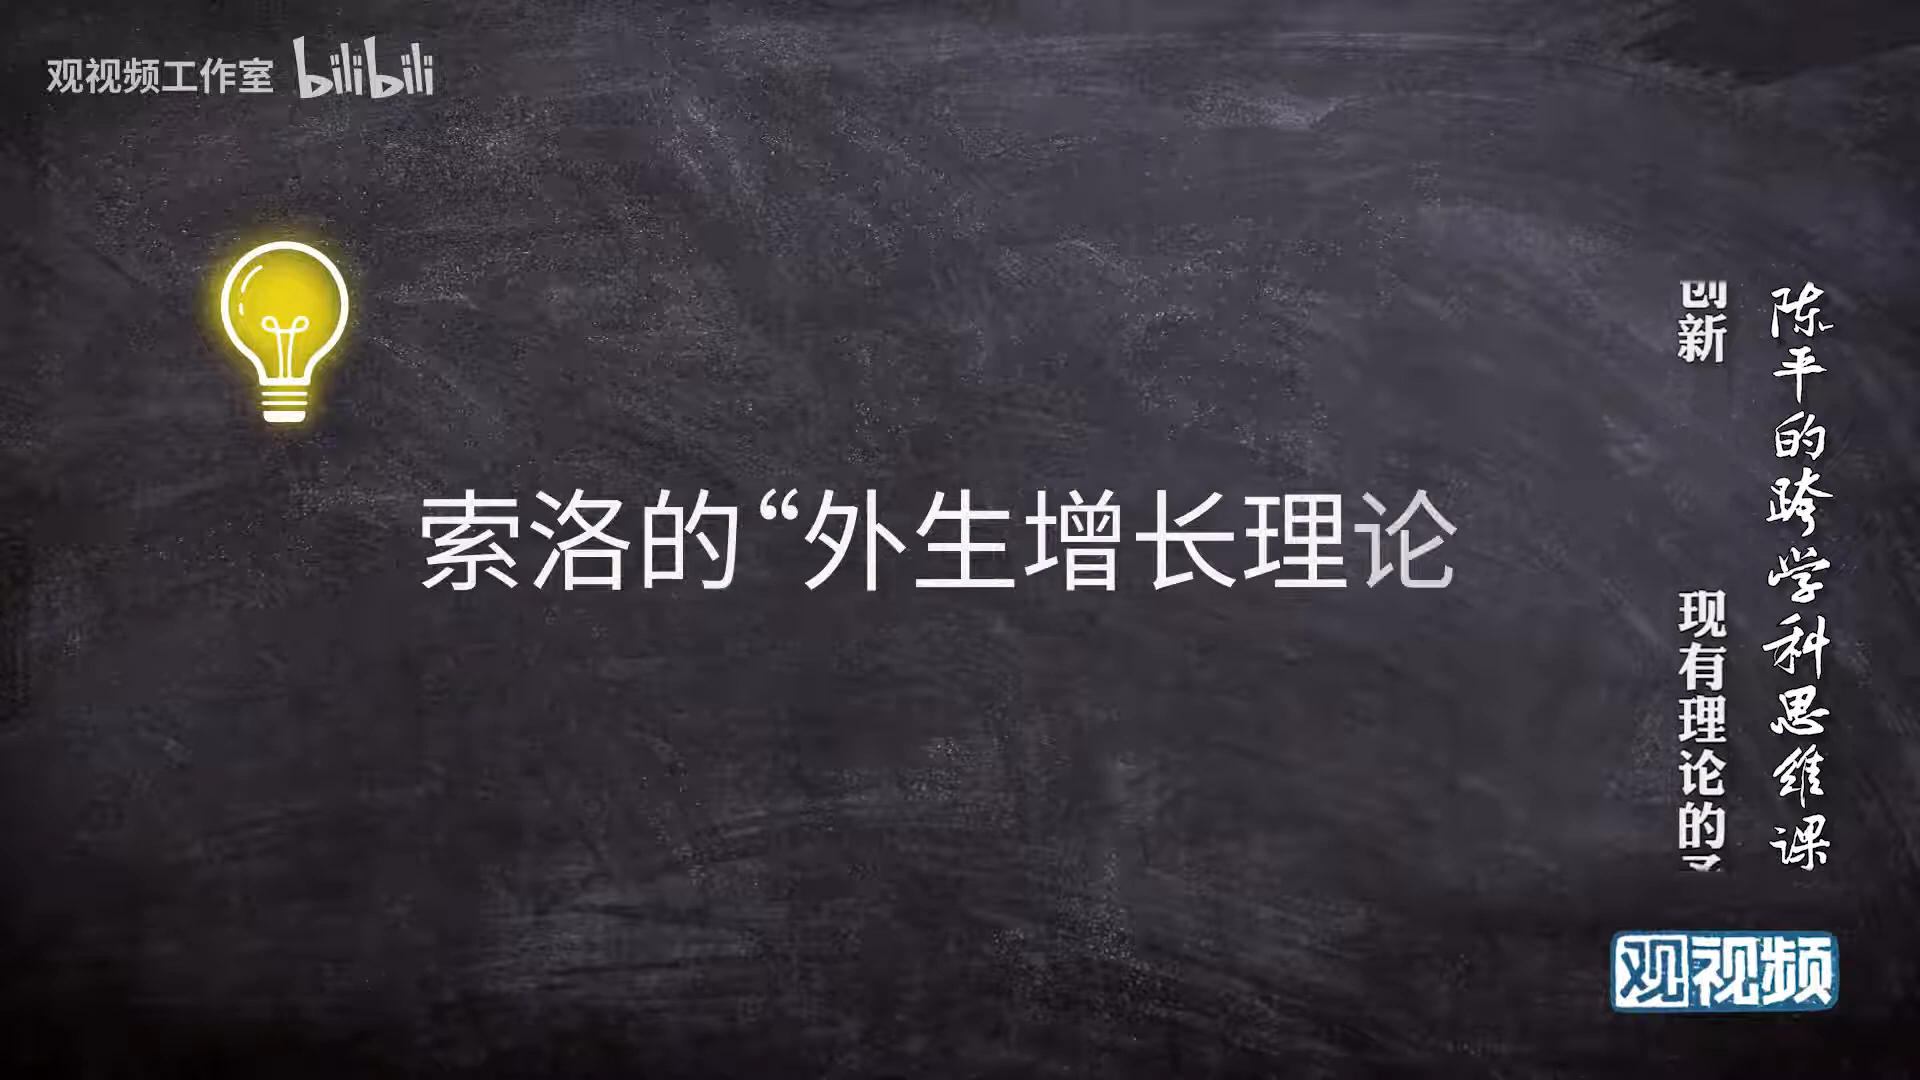 观视频工作室 bilibili
索洛的“外生增长理论
陈平的跨学科思维课
创新
现有理论的
观视频